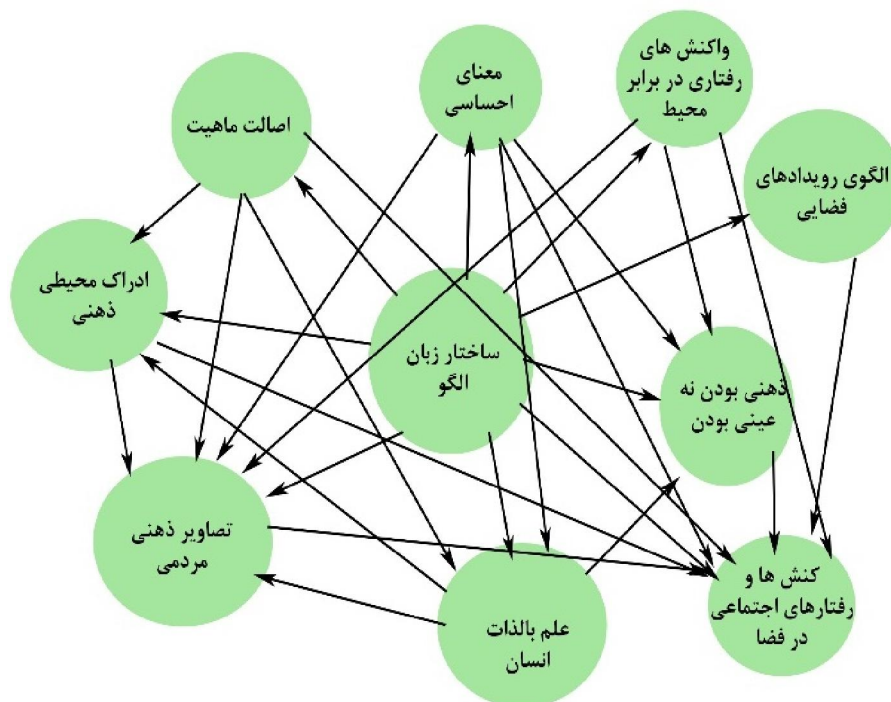 واکنش های
رفتاری در برابر
محیط
معنای
احساسی
اصالت ماهیت
الگوی رویدادهای
فضایی
ادراک محیطی
ذهنی
ساختار زبان
الگو
ذهنی بودن نه
عینی بودن
تصاویر ذهنی
مردمی
علم بالذات
انسان
کنش ها و
رفتارهای اجتماعی
در فضا